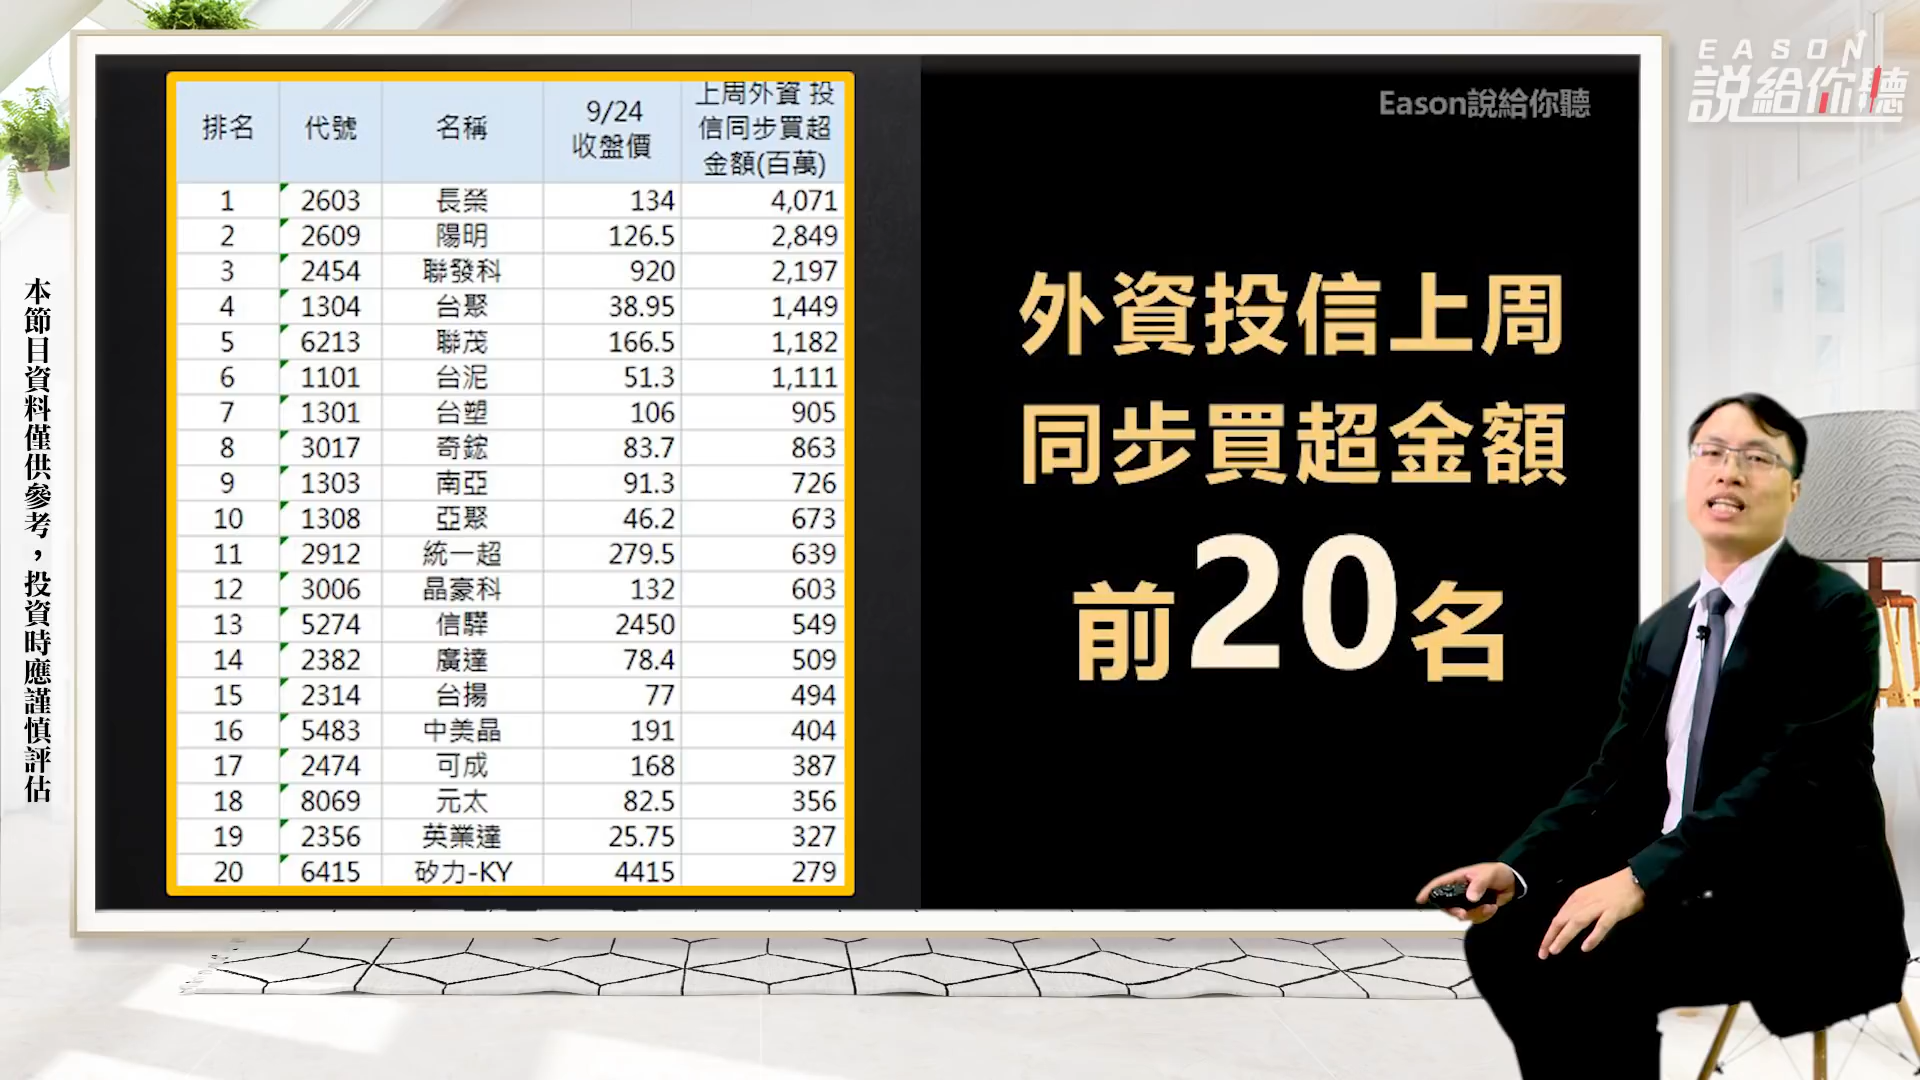 EASON
說給你聽
Eason說給你聽
本節目資料僅供參考，投資時應謹慎評估
排名 代號 名稱 9/24 收盤價 上周外資 投信同步買超金額(百萬)
1 2603 長榮 134 4,071
2 2609 陽明 126.5 2,849
3 2454 聯發科 920 2,197
4 1304 台聚 38.95 1,449
5 6213 聯茂 166.5 1,182
6 1101 台泥 51.3 1,111
7 1301 台塑 106 905
8 3017 奇鋐 83.7 863
9 1303 南亞 91.3 726
10 1308 亞聚 46.2 673
11 2912 統一超 279.5 639
12 3006 晶豪科 132 603
13 5274 信驊 2450 549
14 2382 廣達 78.4 509
15 2314 台揚 77 494
16 5483 中美晶 191 404
17 2474 可成 168 387
18 8069 元太 82.5 356
19 2356 英業達 25.75 327
20 6415 矽力-KY 4415 279
外資投信上周
同步買超金額
前20名